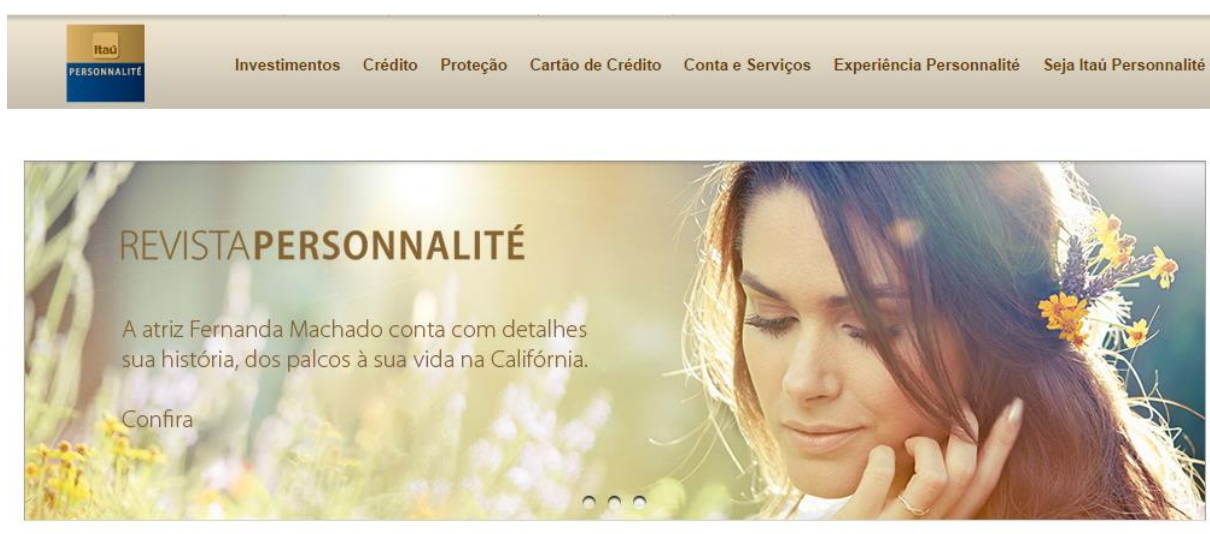 Itaú
PERSONNALITÉ
Investimentos Crédito Proteção Cartão de Crédito Conta e Serviços Experiência Personnalité Seja Itaú Personnalité
REVISTAPERSONNALITÉ
A atriz Fernanda Machado conta com detalhes
sua história, dos palcos à sua vida na Califórnia.
Confira